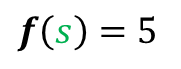 f(s) = 5